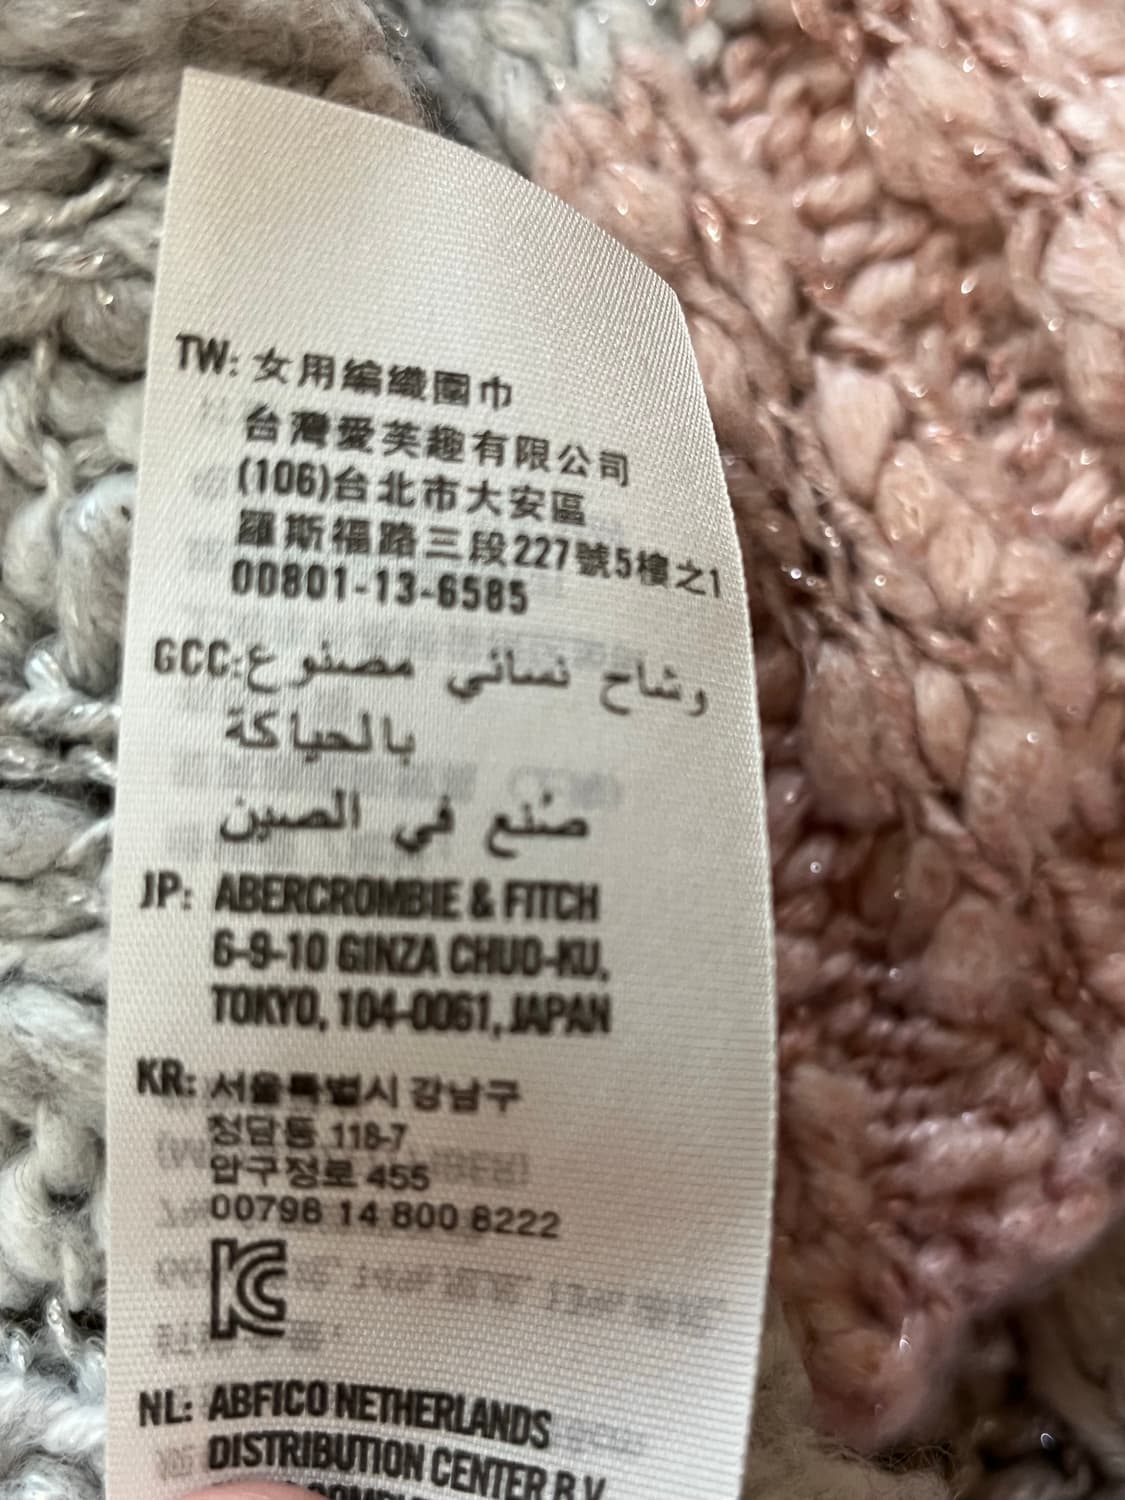 TW: 女用編織圍巾
台灣愛芙趣有限公司
(106)台北市大安區
羅斯福路三段227號5樓之1
00801-13-6585
GCC: وشاح نسائي مصنوع
بالحياكة
صُنع في الصين
JP: ABERCROMBIE & FITCH
6-9-10 GINZA CHUO-KU,
TOKYO, 104-0061, JAPAN
KR: 서울특별시 강남구
청담동 118-7
압구정로 455
00798 14 800 8222
KC
NL: ABFICO NETHERLANDS
DISTRIBUTION CENTER B.V.